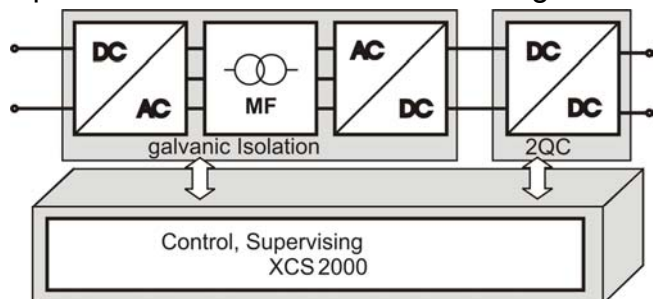 DC
AC
MF
AC
DC
DC
DC
galvanic Isolation
2QC
Control, Supervising
XCS 2000